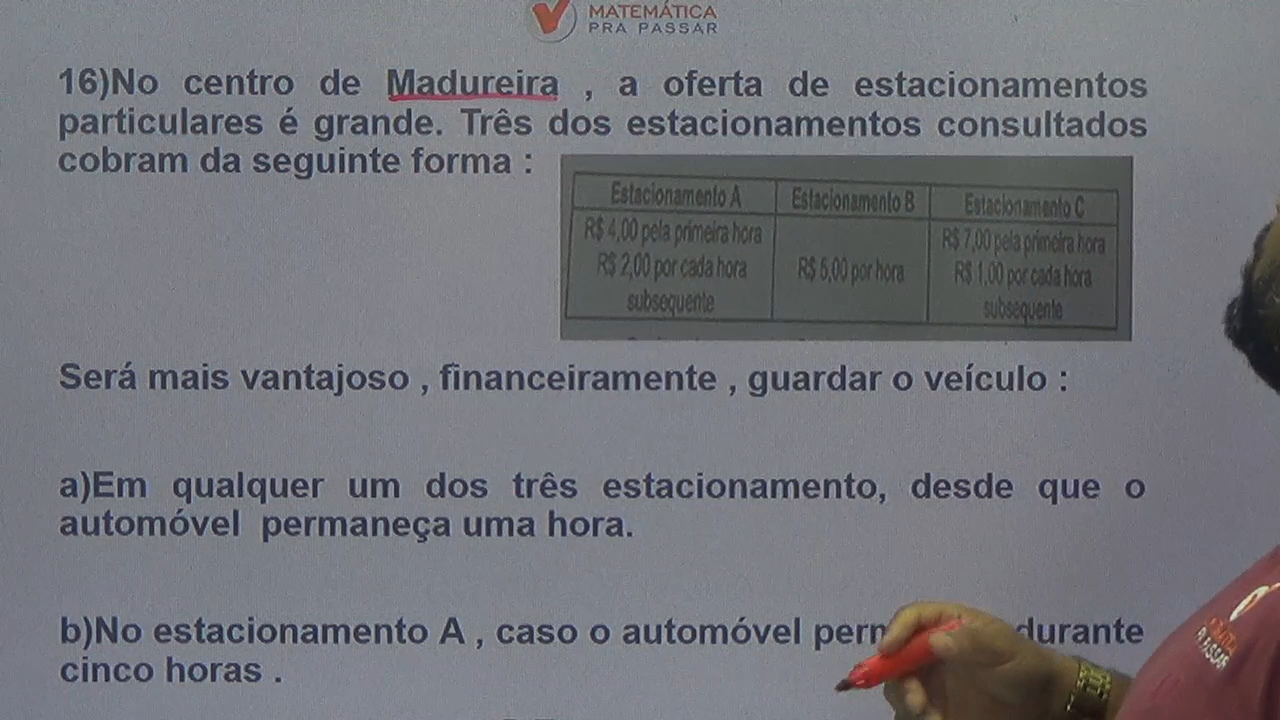 MATEMÁTICA
PRA PASSAR
16)No centro de Madureira , a oferta de estacionamentos
particulares é grande. Três dos estacionamentos consultados
cobram da seguinte forma :
Estacionamento A Estacionamento B Estacionamento C
R$ 4,00 pela primeira hora
R$ 2,00 por cada hora
subsequente
R$ 5,00 por hora
R$ 7,00 pela primeira hora
R$ 1,00 por cada hora
subsequente
Será mais vantajoso , financeiramente , guardar o veículo :
a)Em qualquer um dos três estacionamento, desde que o
automóvel permaneça uma hora.
b)No estacionamento A , caso o automóvel durante
cinco horas .
PASSAR